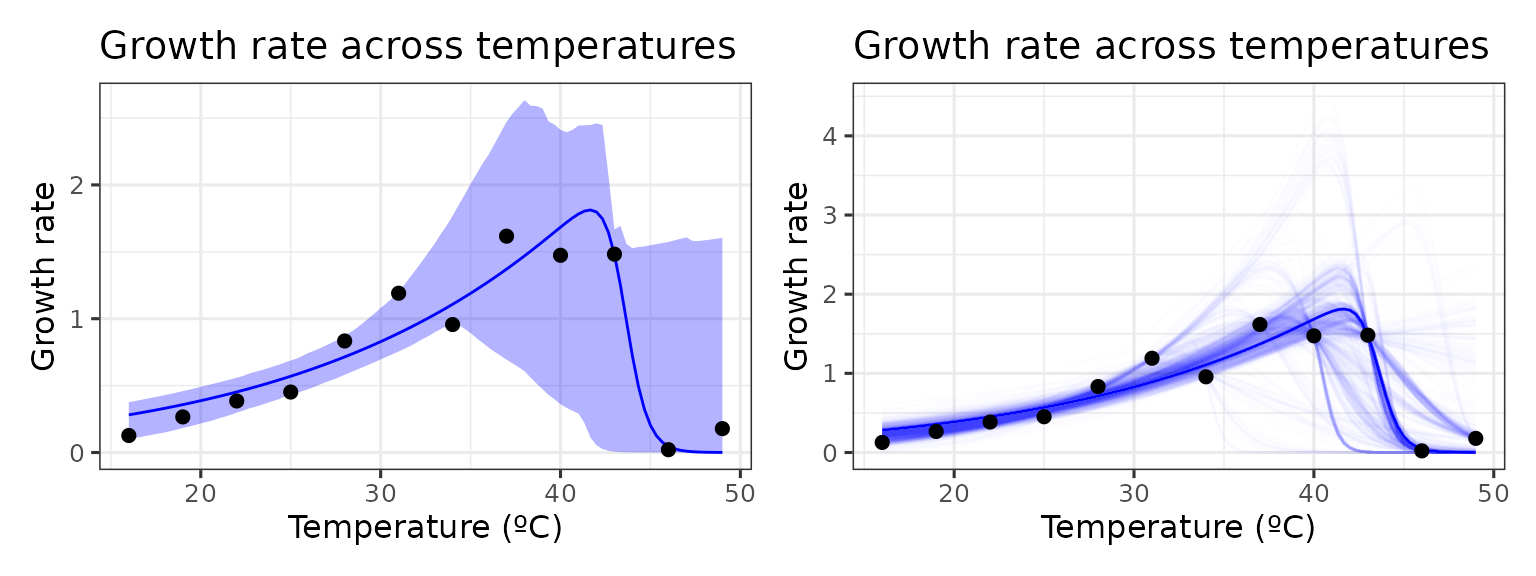 Growth rate across temperatures
Growth rate
2
1
0
20 30 40 50
Temperature (ºC)
Growth rate across temperatures
Growth rate
4
3
2
1
0
20 30 40 50
Temperature (ºC)